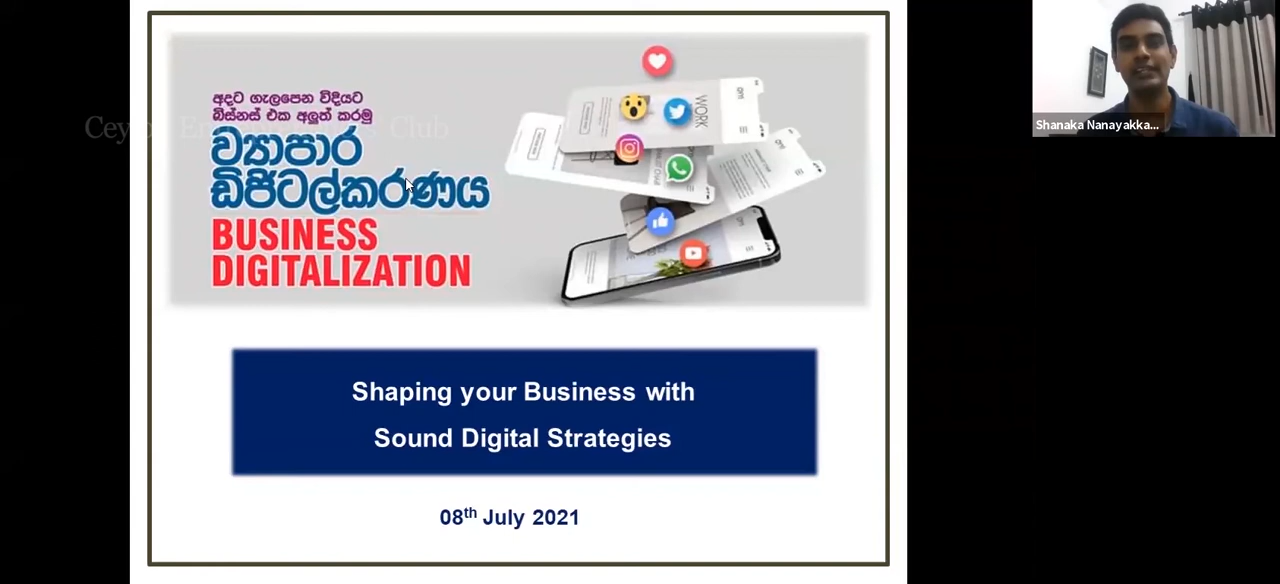 අදට ගැලපෙන විදියට
බිස්නස් එක අලුත් කරමු
ව්‍යාපාර
ඩිජිටල්කරණය
BUSINESS
DIGITALIZATION
WORK
Shaping your Business with
Sound Digital Strategies
08th July 2021
Shanaka Nanayakka...